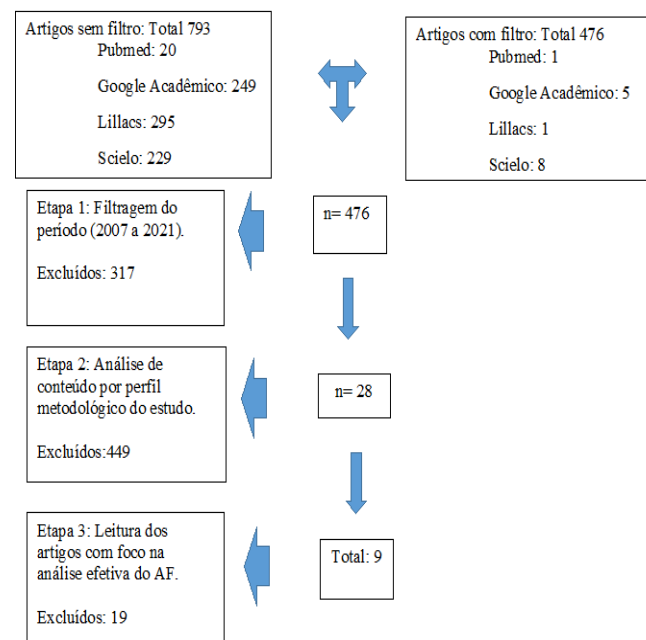 Artigos sem filtro: Total 793
Pubmed: 20
Google Acadêmico: 249
Lillacs: 295
Scielo: 229
Artigos com filtro: Total 476
Pubmed: 1
Google Acadêmico: 5
Lillacs: 1
Scielo: 8
Etapa 1: Filtragem do
período (2007 a 2021).
Excluídos: 317
n= 476
Etapa 2: Análise de
conteúdo por perfil
metodológico do estudo.
Excluídos:449
n= 28
Etapa 3: Leitura dos
artigos com foco na
análise efetiva do AF.
Excluídos: 19
Total: 9